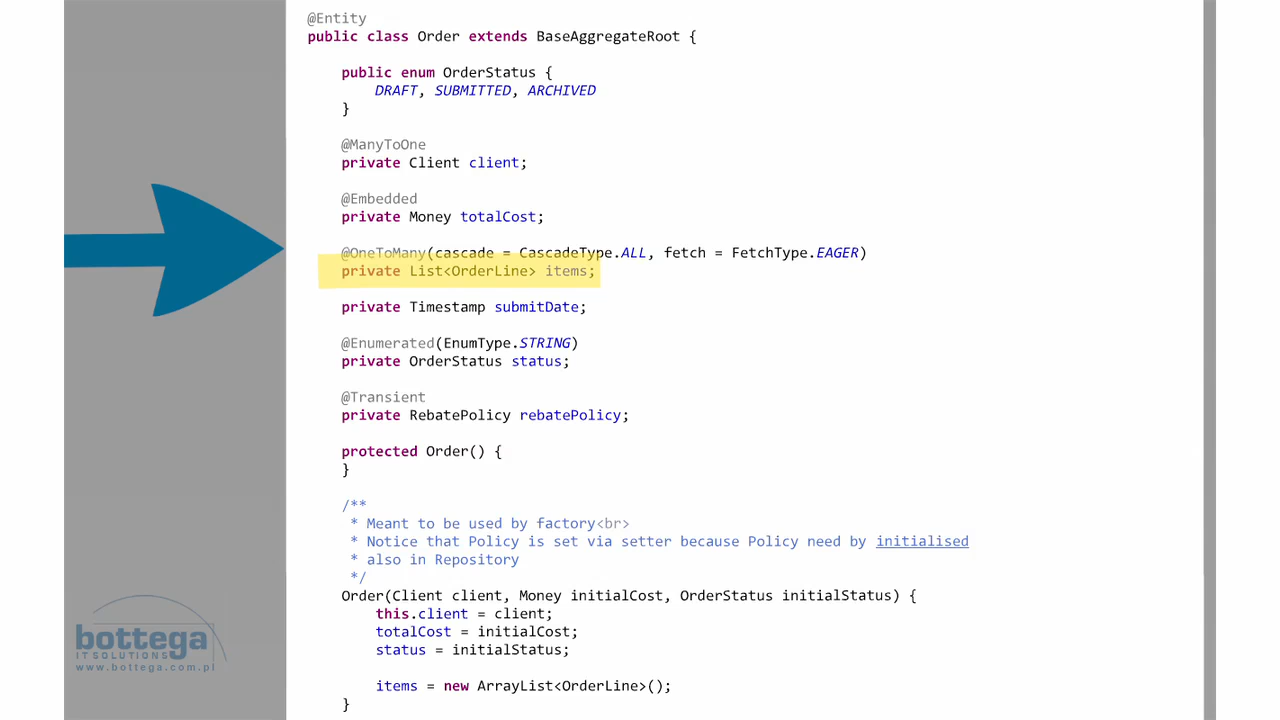 @Entity
public class Order extends BaseAggregateRoot {
public enum OrderStatus {
DRAFT, SUBMITTED, ARCHIVED
}
@ManyToOne
private Client client;
@Embedded
private Money totalCost;
@OneToMany(cascade = CascadeType.ALL, fetch = FetchType.EAGER)
private List<OrderLine> items;
private Timestamp submitDate;
@Enumerated(EnumType.STRING)
private OrderStatus status;
@Transient
private RebatePolicy rebatePolicy;
protected Order() {
}
/**
* Meant to be used by factory<br>
* Notice that Policy is set via setter because Policy need by initialised
* also in Repository
*/
Order(Client client, Money initialCost, OrderStatus initialStatus) {
this.client = client;
totalCost = initialCost;
status = initialStatus;
items = new ArrayList<OrderLine>();
}
bottega
IT SOLUTIONS
www.bottega.com.pl